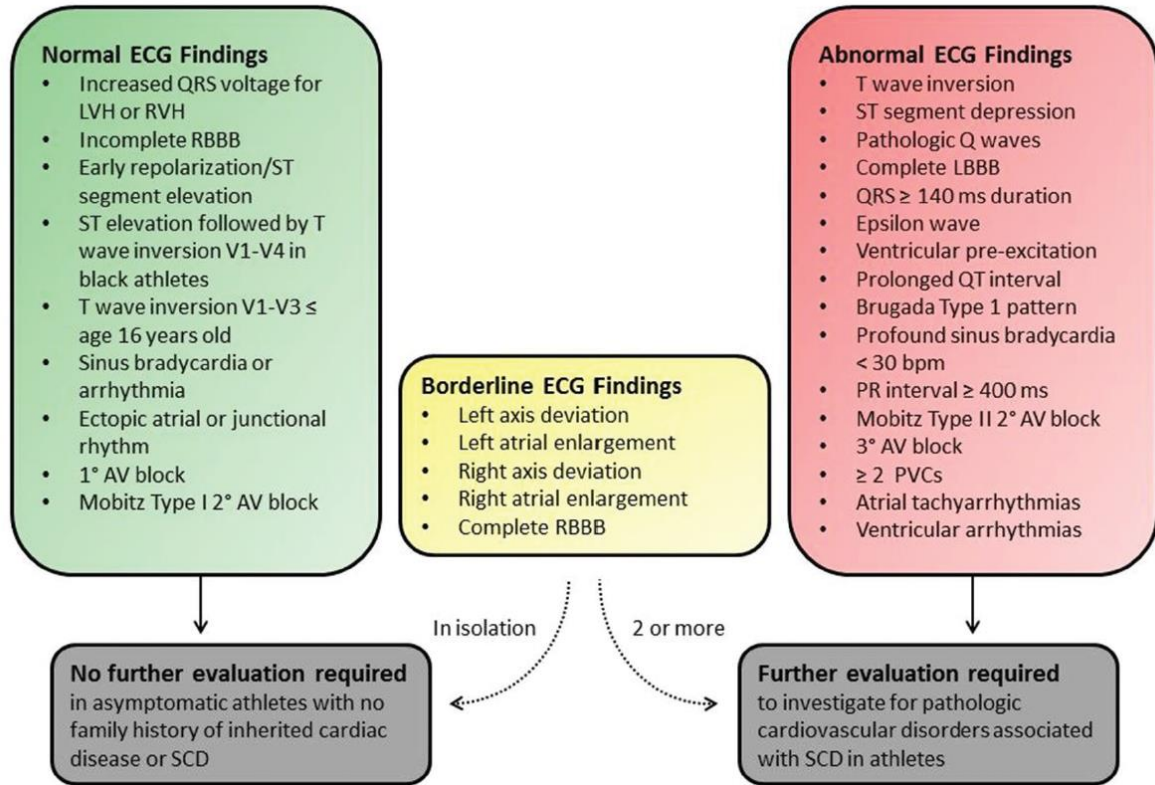 Normal ECG Findings
• Increased QRS voltage for
LVH or RVH
• Incomplete RBBB
• Early repolarization/ST
segment elevation
• ST elevation followed by T
wave inversion V1-V4 in
black athletes
• T wave inversion V1-V3 ≤
age 16 years old
• Sinus bradycardia or
arrhythmia
• Ectopic atrial or junctional
rhythm
• 1° AV block
• Mobitz Type I 2° AV block
Borderline ECG Findings
• Left axis deviation
• Left atrial enlargement
• Right axis deviation
• Right atrial enlargement
• Complete RBBB
Abnormal ECG Findings
• T wave inversion
• ST segment depression
• Pathologic Q waves
• Complete LBBB
• QRS ≥ 140 ms duration
• Epsilon wave
• Ventricular pre-excitation
• Prolonged QT interval
• Brugada Type 1 pattern
• Profound sinus bradycardia
< 30 bpm
• PR interval ≥ 400 ms
• Mobitz Type II 2° AV block
• 3° AV block
• ≥ 2 PVCs
• Atrial tachyarrhythmias
• Ventricular arrhythmias
In isolation
2 or more
No further evaluation required
in asymptomatic athletes with no
family history of inherited cardiac
disease or SCD
Further evaluation required
to investigate for pathologic
cardiovascular disorders associated
with SCD in athletes